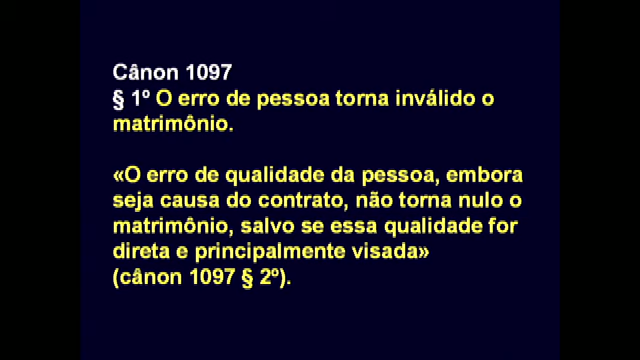 Cânon 1097
§ 1º O erro de pessoa torna inválido o
matrimônio.
«O erro de qualidade da pessoa, embora
seja causa do contrato, não torna nulo o
matrimônio, salvo se essa qualidade for
direta e principalmente visada»
(cânon 1097 § 2º).